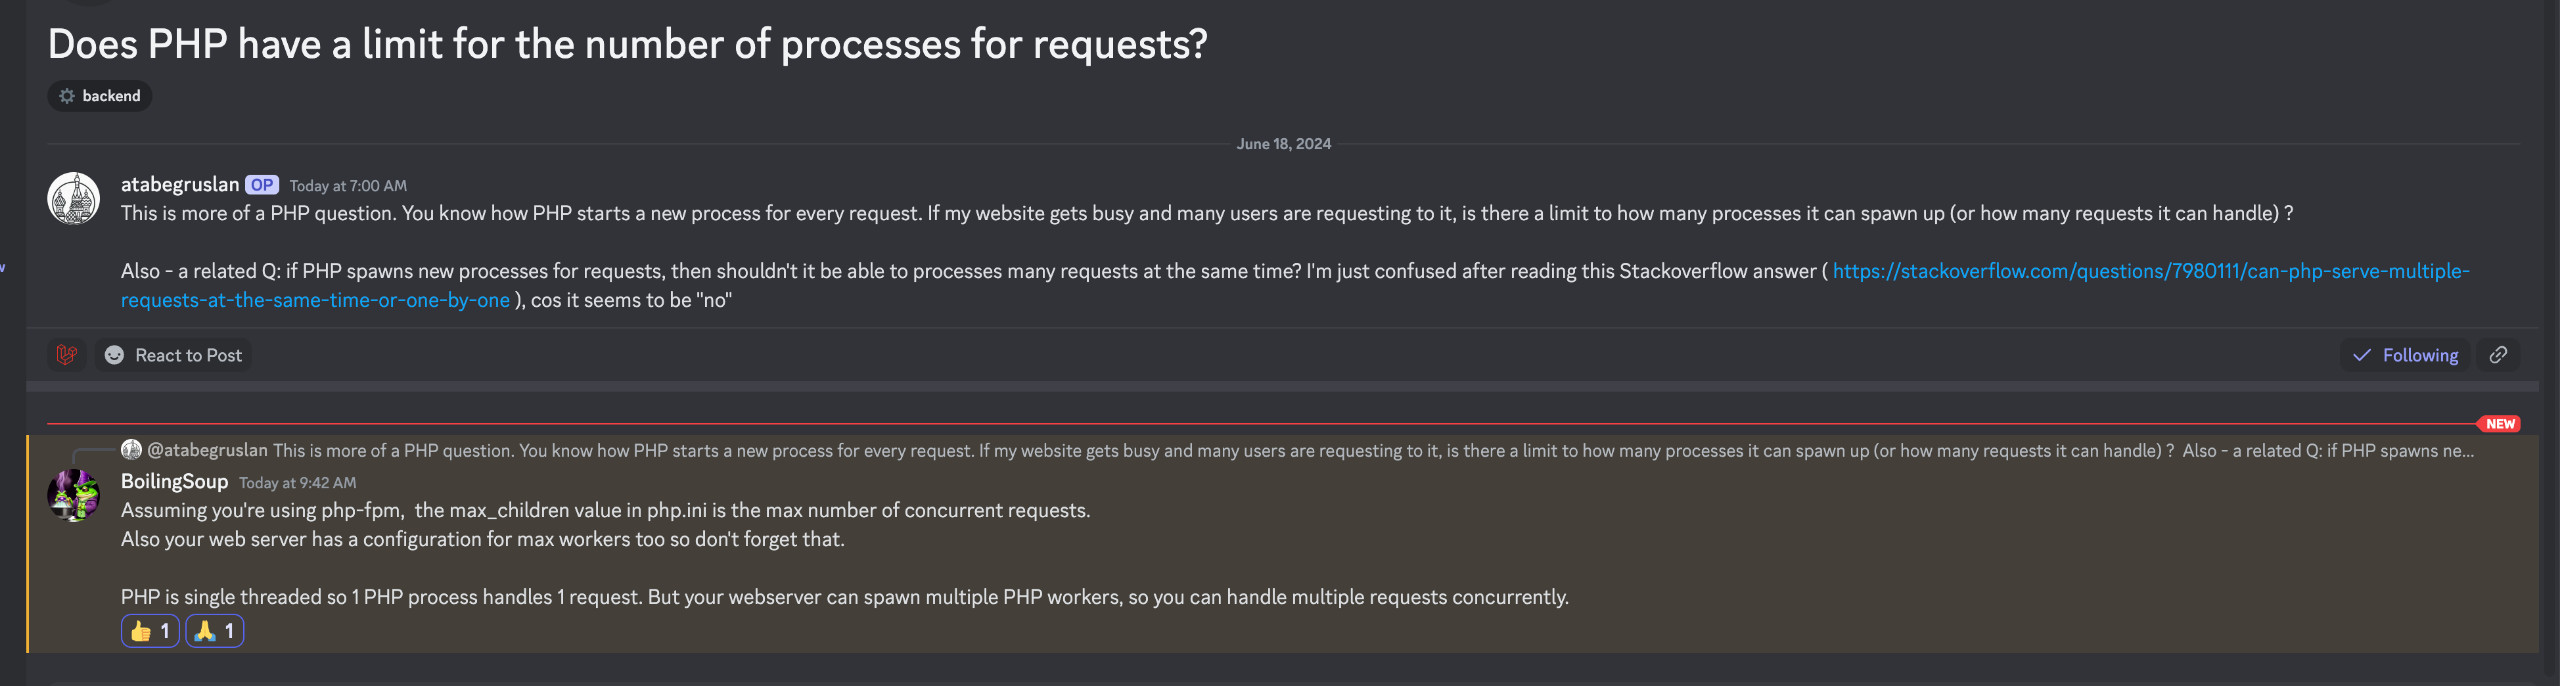 Does PHP have a limit for the number of processes for requests?
backend
June 18, 2024
atabegruslan OP Today at 7:00 AM
This is more of a PHP question. You know how PHP starts a new process for every request. If my website gets busy and many users are requesting to it, is there a limit to how many processes it can spawn up (or how many requests it can handle) ?
Also - a related Q: if PHP spawns new processes for requests, then shouldn't it be able to processes many requests at the same time? I'm just confused after reading this Stackoverflow answer ( https://stackoverflow.com/questions/7980111/can-php-serve-multiple-
requests-at-the-same-time-or-one-by-one ), cos it seems to be "no"
React to Post
Following
NEW
@atabegruslan This is more of a PHP question. You know how PHP starts a new process for every request. If my website gets busy and many users are requesting to it, is there a limit to how many processes it can spawn up (or how many requests it can handle) ? Also - a related Q: if PHP spawns ne...
BoilingSoup Today at 9:42 AM
Assuming you're using php-fpm, the max_children value in php.ini is the max number of concurrent requests.
Also your web server has a configuration for max workers too so don't forget that.
PHP is single threaded so 1 PHP process handles 1 request. But your webserver can spawn multiple PHP workers, so you can handle multiple requests concurrently.
1 1